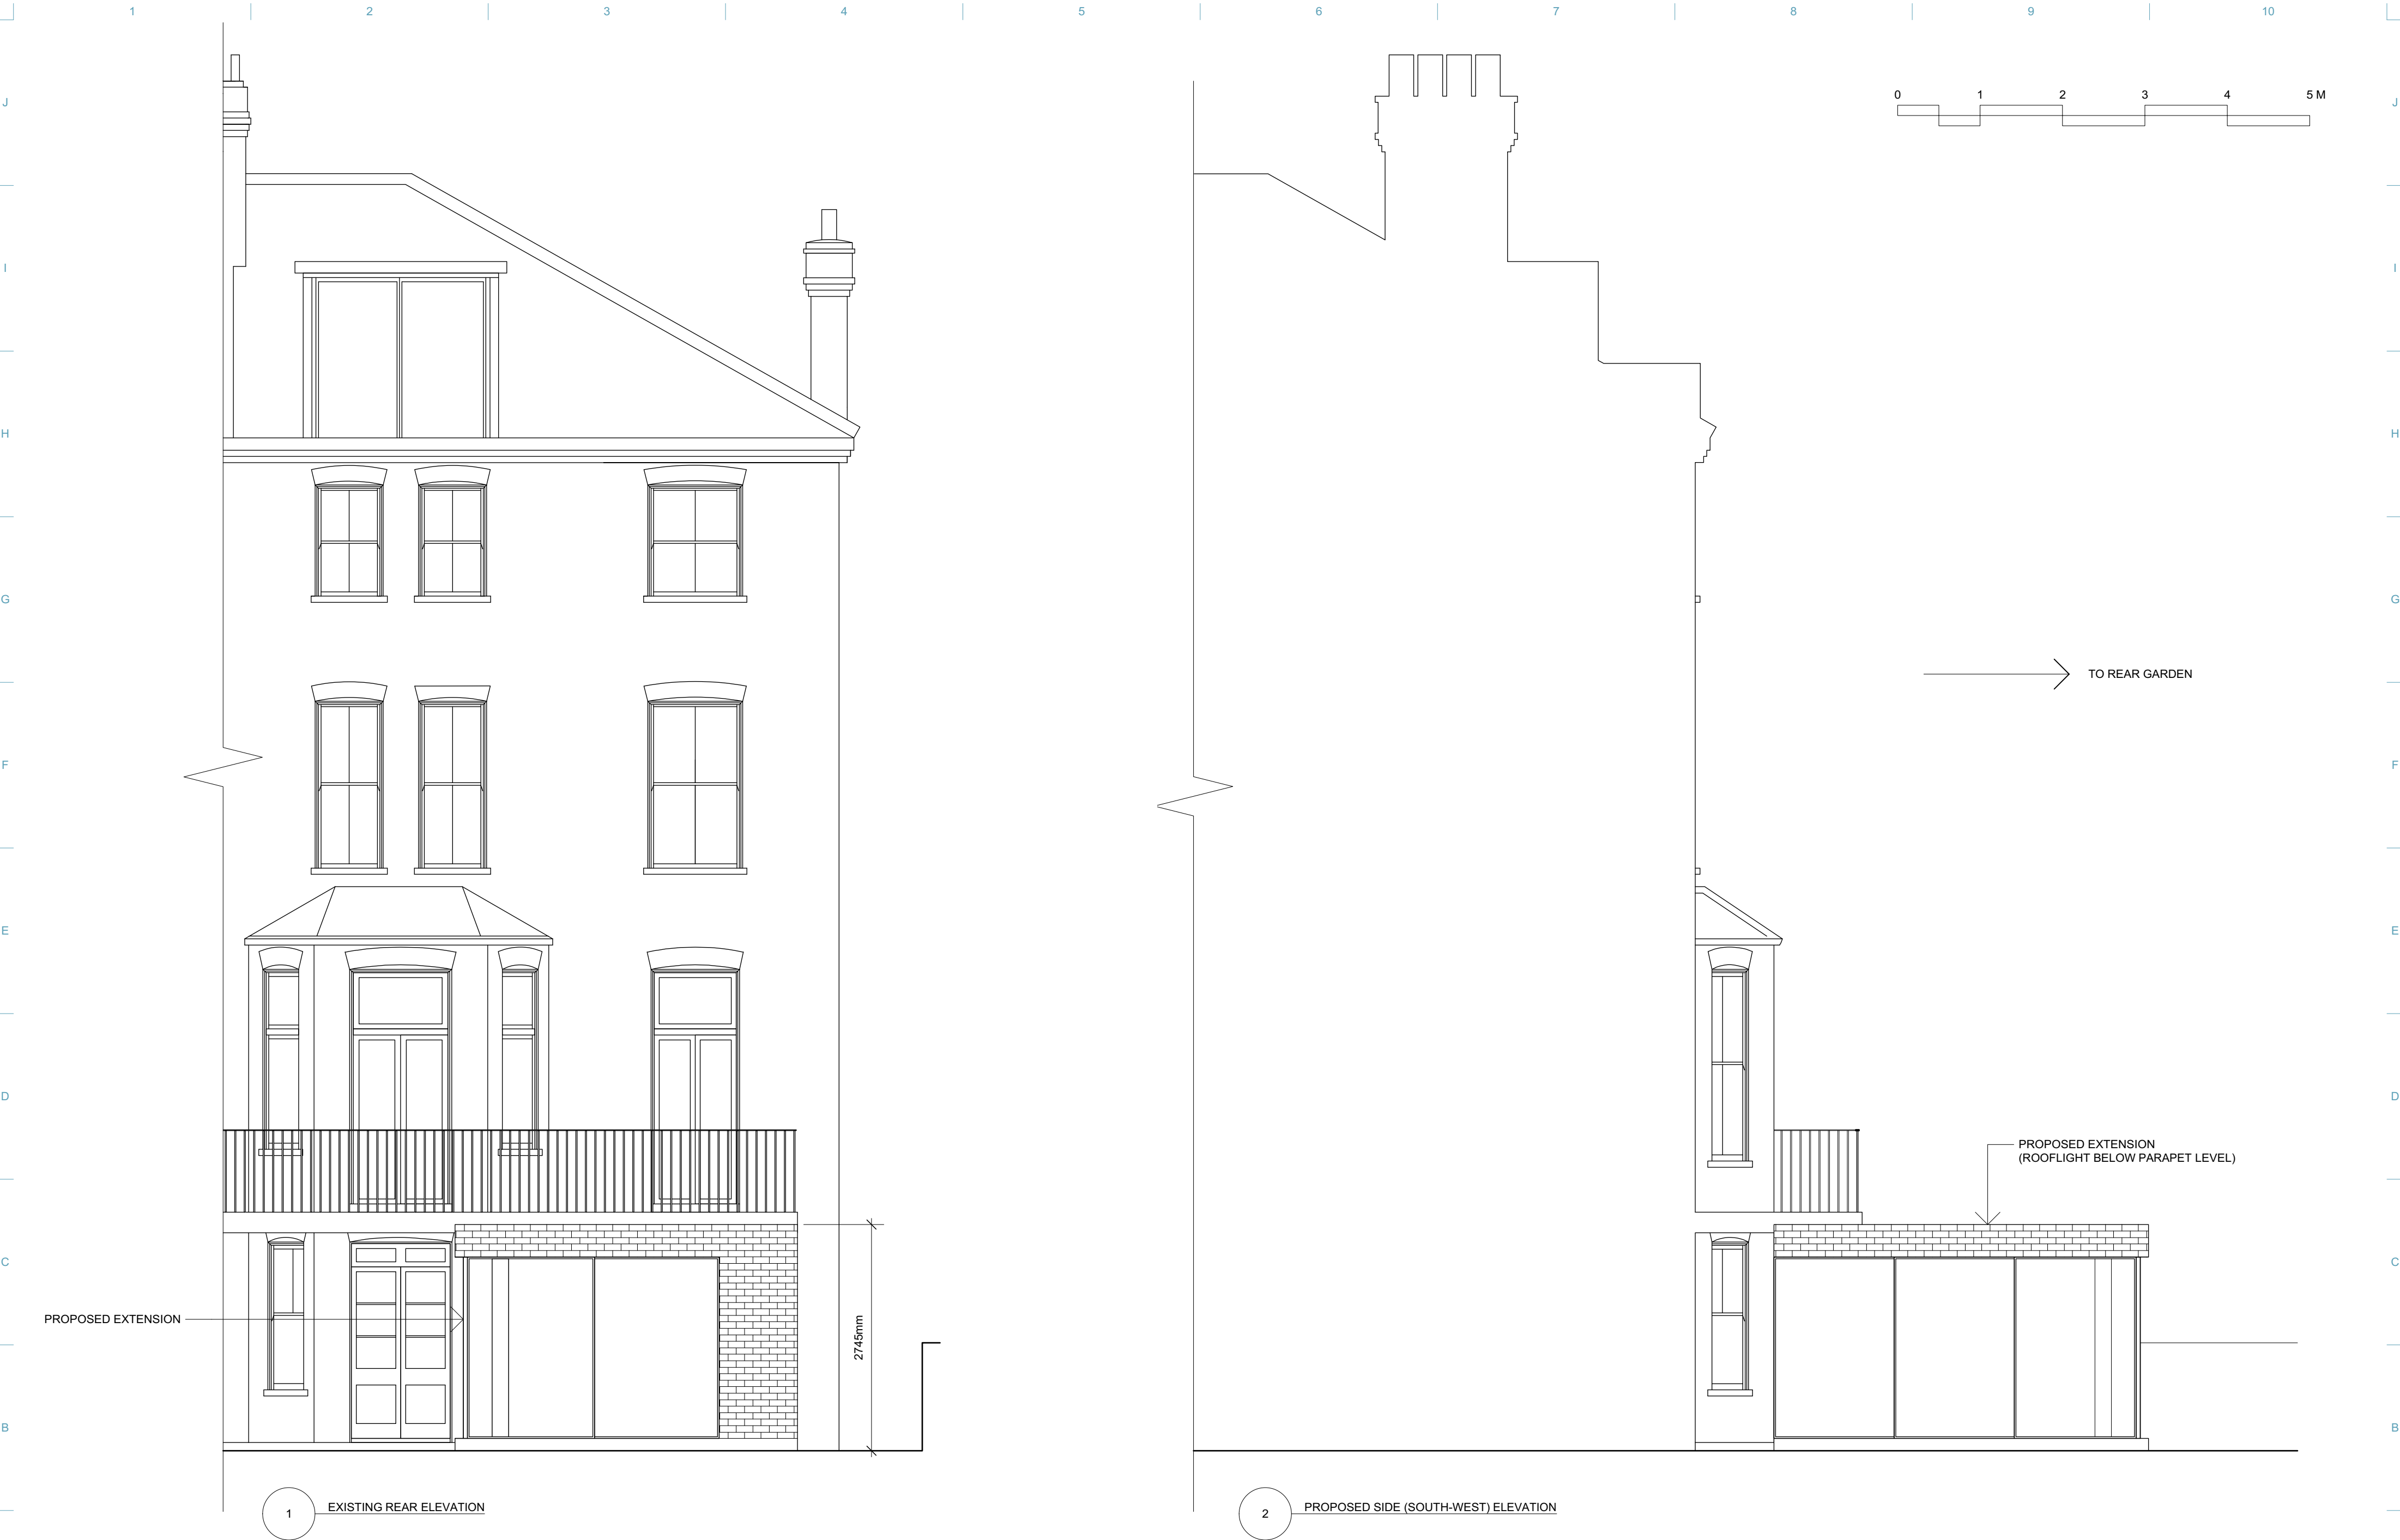 1 2 3 4 5 6 7 8 9 10
J J
0 1 2 3 4 5 M
I I
H H
G G
TO REAR GARDEN
F F
E E
D D
PROPOSED EXTENSION
(ROOFLIGHT BELOW PARAPET LEVEL)
C C
PROPOSED EXTENSION
2745mm
B B
1 EXISTING REAR ELEVATION
2 PROPOSED SIDE (SOUTH-WEST) ELEVATION